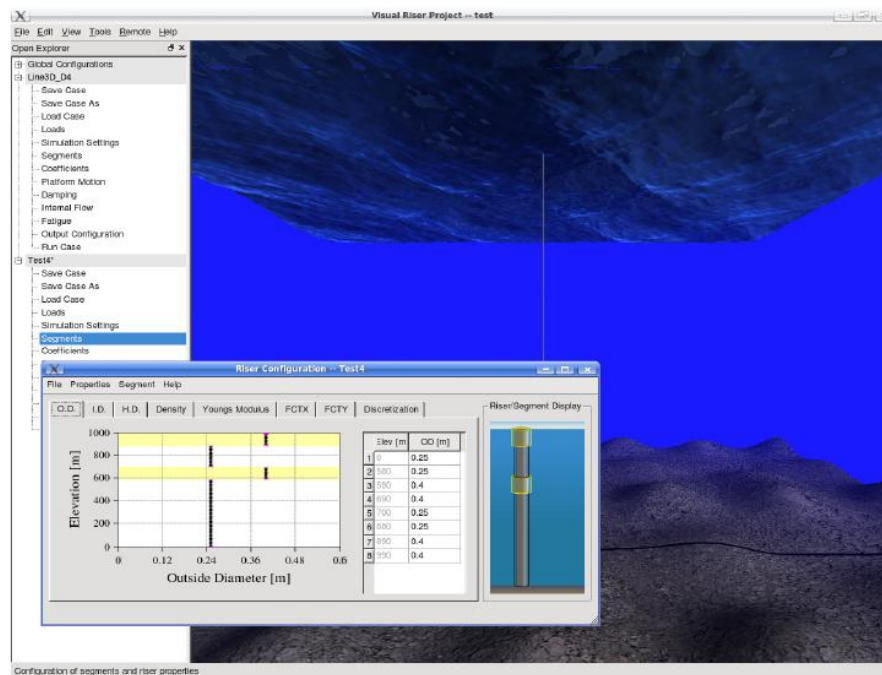 Visual Riser Project -- test
File Edit View Tools Remote Help
Open Explorer
Global Configurations
Line3D_D4
Save Case
Save Case As
Load Case
Loads
Simulation Settings
Segments
Coefficients
Platform Motion
Damping
Internal Flow
Fatigue
Output Configuration
Run Case
Test4*
Save Case
Save Case As
Load Case
Loads
Simulation Settings
Segments
Coefficients
Riser Configuration -- Test4
File Properties Segment Help
O.D. I.D. H.D. Density Youngs Modulus FCTX FCTY Discretization
Riser/Segment Display
1000
800
600
400
200
0
Elevation [m]
0 0.12 0.24 0.36 0.48 0.6
Outside Diameter [m]
Elev [m OD [m]
1 0 0.25
2 580 0.25
3 590 0.4
4 690 0.4
5 700 0.25
6 880 0.25
7 890 0.4
8 990 0.4
Configuration of segments and riser properties